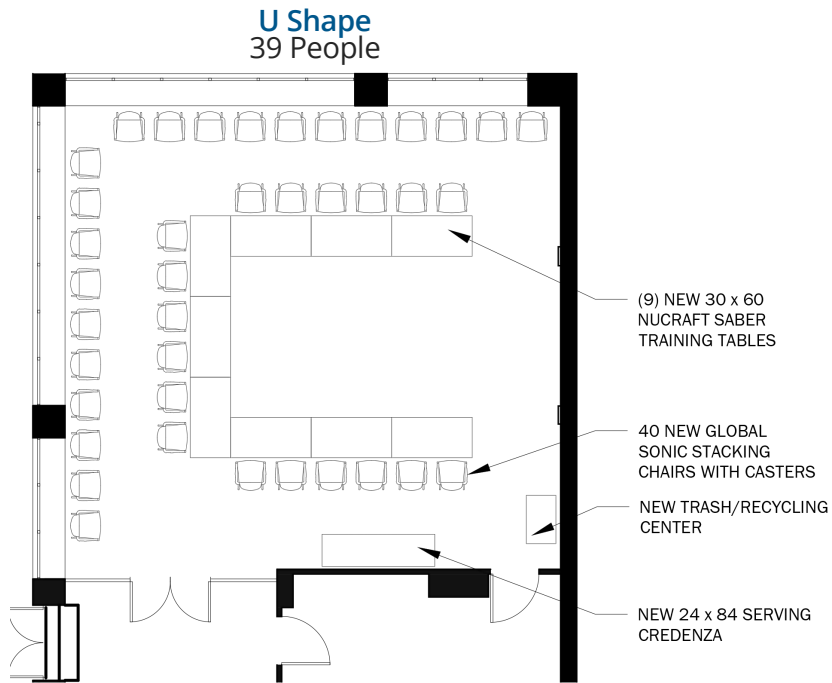 U Shape
39 People
(9) NEW 30 x 60
NUCRAFT SABER
TRAINING TABLES
40 NEW GLOBAL
SONIC STACKING
CHAIRS WITH CASTERS
NEW TRASH/RECYCLING
CENTER
NEW 24 x 84 SERVING
CREDENZA